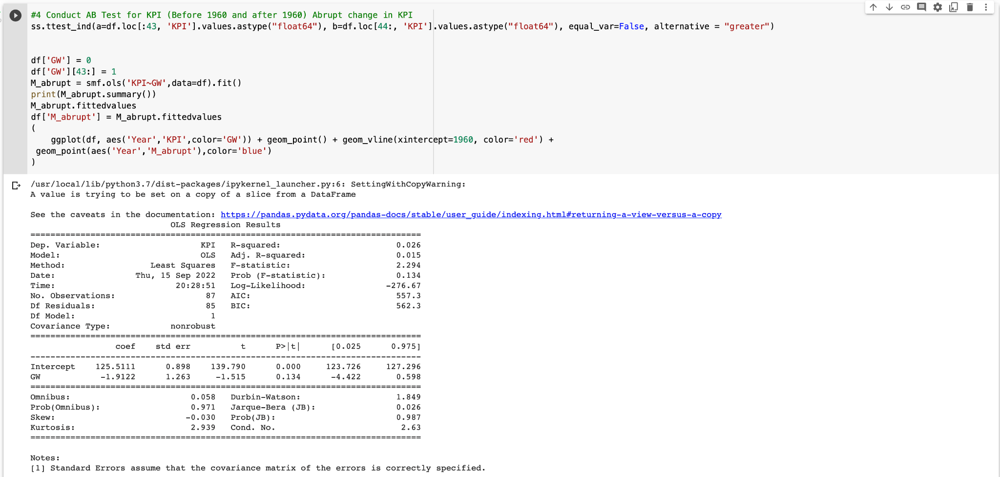 #4 Conduct AB Test for KPI (Before 1960 and after 1960) Abrupt change in KPI
ss.ttest_ind(a=df.loc[:43, 'KPI'].values.astype("float64"), b=df.loc[44:, 'KPI'].values.astype("float64"), equal_var=False, alternative = "greater")
df['GW'] = 0
df['GW'][43:] = 1
M_abrupt = smf.ols('KPI~GW',data=df).fit()
print(M_abrupt.summary())
M_abrupt.fittedvalues
df['M_abrupt'] = M_abrupt.fittedvalues
(
    ggplot(df, aes('Year','KPI',color='GW')) + geom_point() + geom_vline(xintercept=1960, color='red') +
 geom_point(aes('Year','M_abrupt'),color='blue')
)
/usr/local/lib/python3.7/dist-packages/ipykernel_launcher.py:6: SettingWithCopyWarning:
A value is trying to be set on a copy of a slice from a DataFrame
See the caveats in the documentation: https://pandas.pydata.org/pandas-docs/stable/user_guide/indexing.html#returning-a-view-versus-a-copy
                            OLS Regression Results
==============================================================================
Dep. Variable:                    KPI   R-squared:                       0.026
Model:                            OLS   Adj. R-squared:                  0.015
Method:                 Least Squares   F-statistic:                     2.294
Date:                Thu, 15 Sep 2022   Prob (F-statistic):              0.134
Time:                        20:28:51   Log-Likelihood:                -276.67
No. Observations:                  87   AIC:                             557.3
Df Residuals:                      85   BIC:                             562.3
Df Model:                           1
Covariance Type:            nonrobust
==============================================================================
                 coef    std err          t      P>|t|      [0.025      0.975]
------------------------------------------------------------------------------
Intercept    125.5111      0.898    139.790      0.000     123.726     127.296
GW            -1.9122      1.263     -1.515      0.134      -4.422       0.598
==============================================================================
Omnibus:                        0.058   Durbin-Watson:                   1.849
Prob(Omnibus):                  0.971   Jarque-Bera (JB):                0.026
Skew:                          -0.030   Prob(JB):                        0.987
Kurtosis:                       2.939   Cond. No.                         2.63
==============================================================================
Notes:
[1] Standard Errors assume that the covariance matrix of the errors is correctly specified.